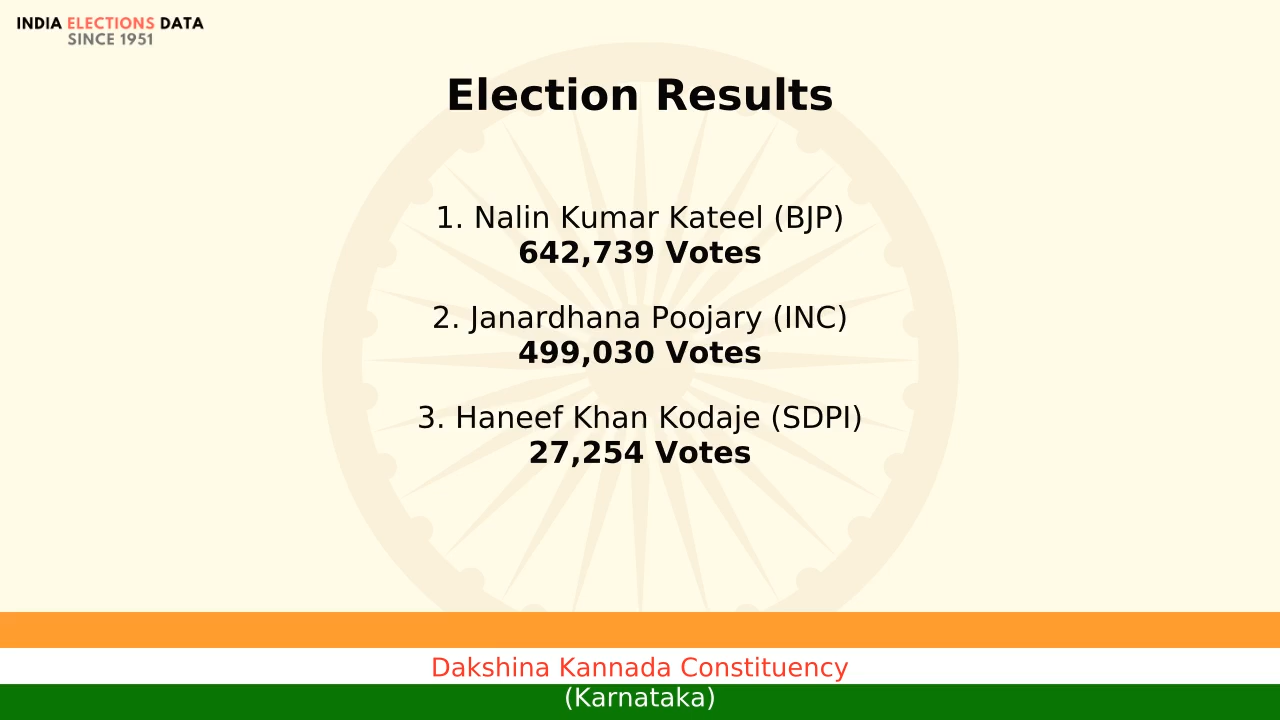 INDIA ELECTIONS DATA
SINCE 1951
Election Results
1. Nalin Kumar Kateel (BJP)
642,739 Votes
2. Janardhana Poojary (INC)
499,030 Votes
3. Haneef Khan Kodaje (SDPI)
27,254 Votes
Dakshina Kannada Constituency
(Karnataka)